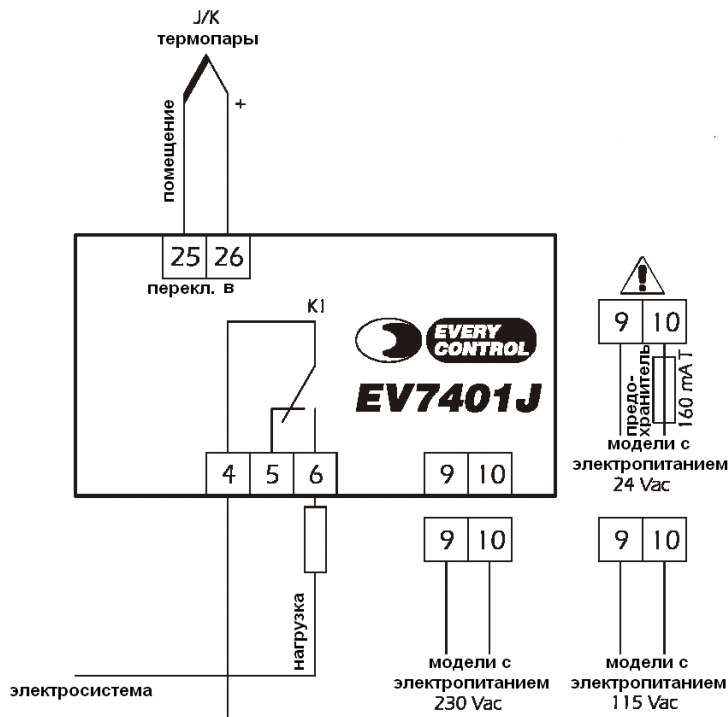 J/K
термопары
помещение
+
25 26
перекл. в
K1
EVERY
CONTROL
EV7401J
4 5 6
9 10
нагрузка
электросистема
9 10
предо-
хранитель
160 mA T
модели с
электропитанием
24 Vac
9 10
модели с
электропитанием
230 Vac
9 10
модели с
электропитанием
115 Vac